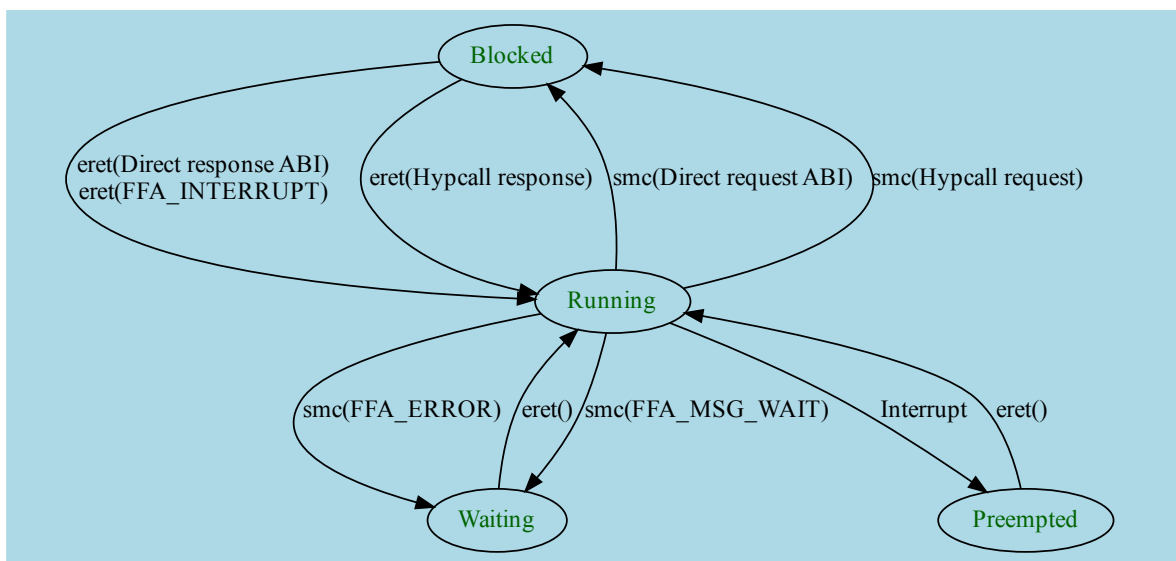 Blocked
eret(Direct response ABI)
eret(FFA_INTERRUPT)
eret(Hypcall response)
smc(Direct request ABI)
smc(Hypcall request)
Running
smc(FFA_ERROR)
eret()
smc(FFA_MSG_WAIT)
Interrupt
eret()
Waiting
Preempted